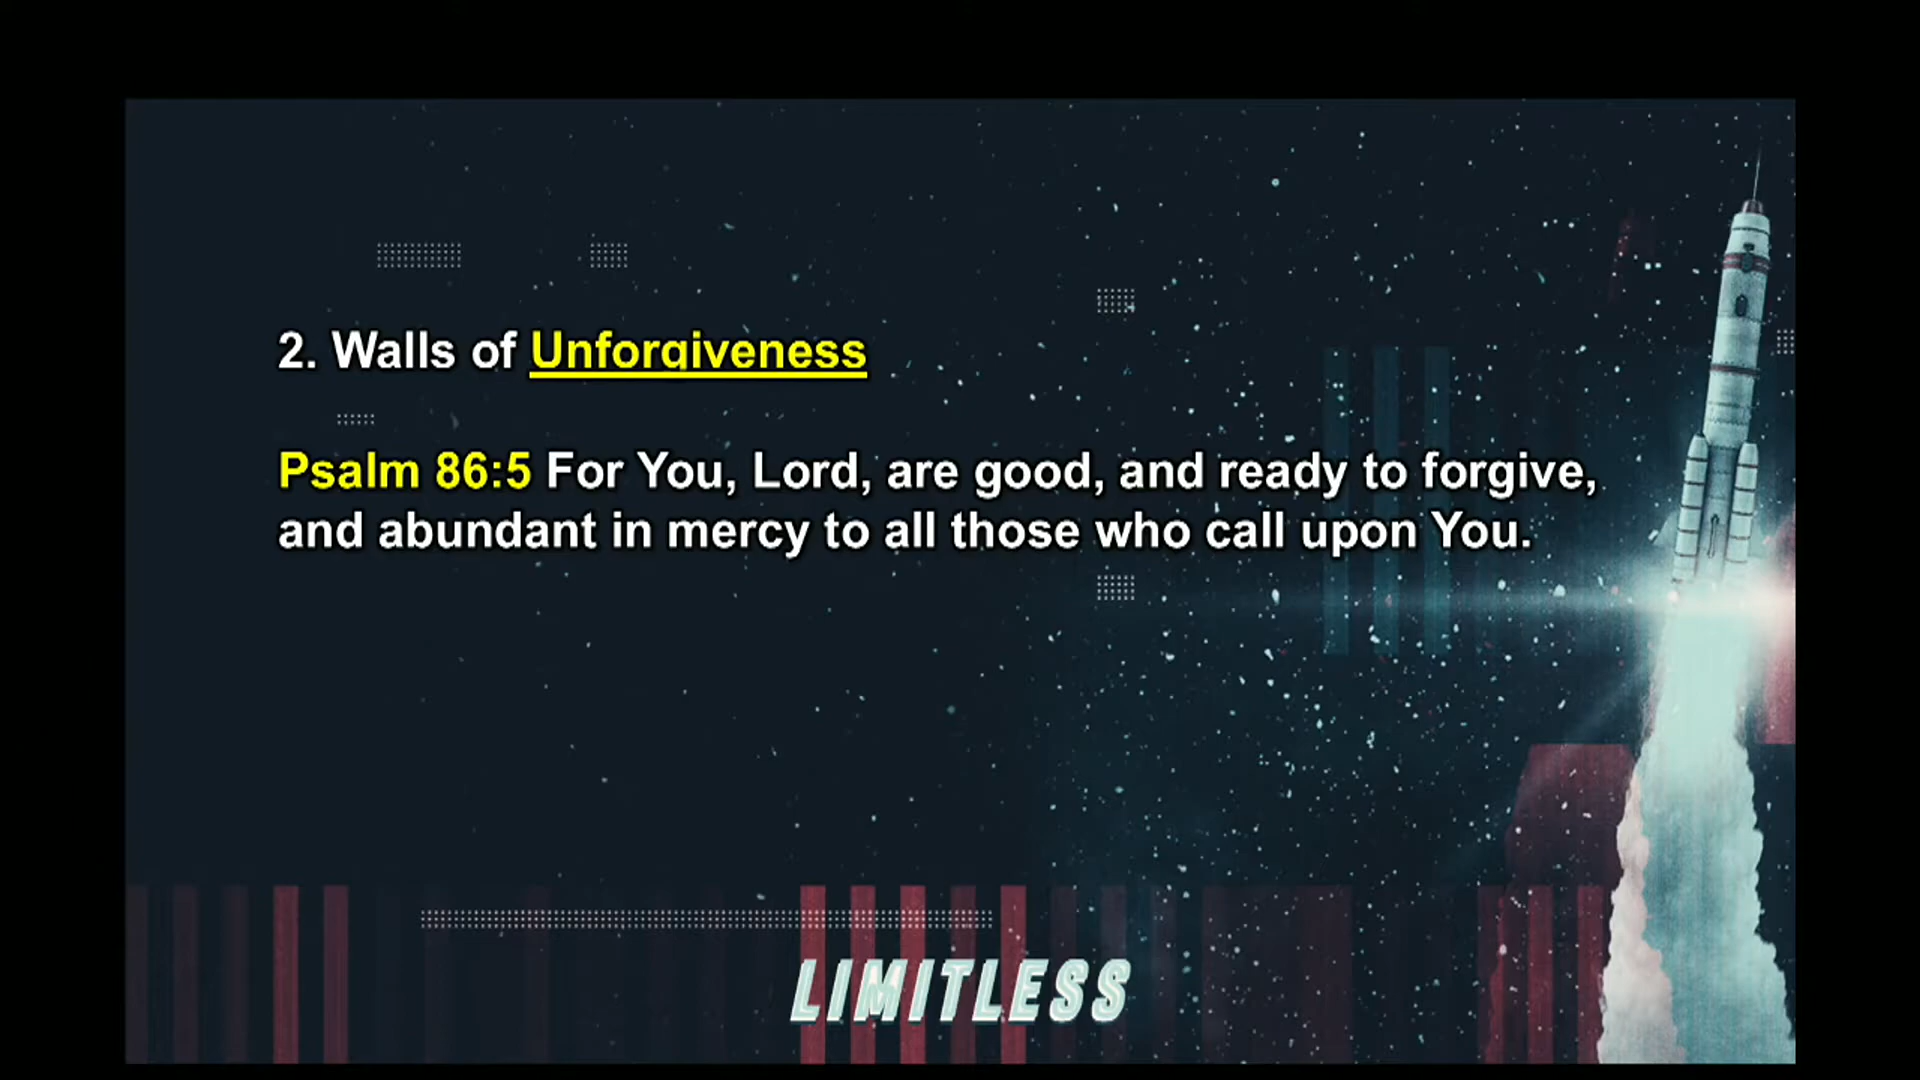 2. Walls of Unforgiveness
Psalm 86:5 For You, Lord, are good, and ready to forgive,
and abundant in mercy to all those who call upon You.
LIMITLESS